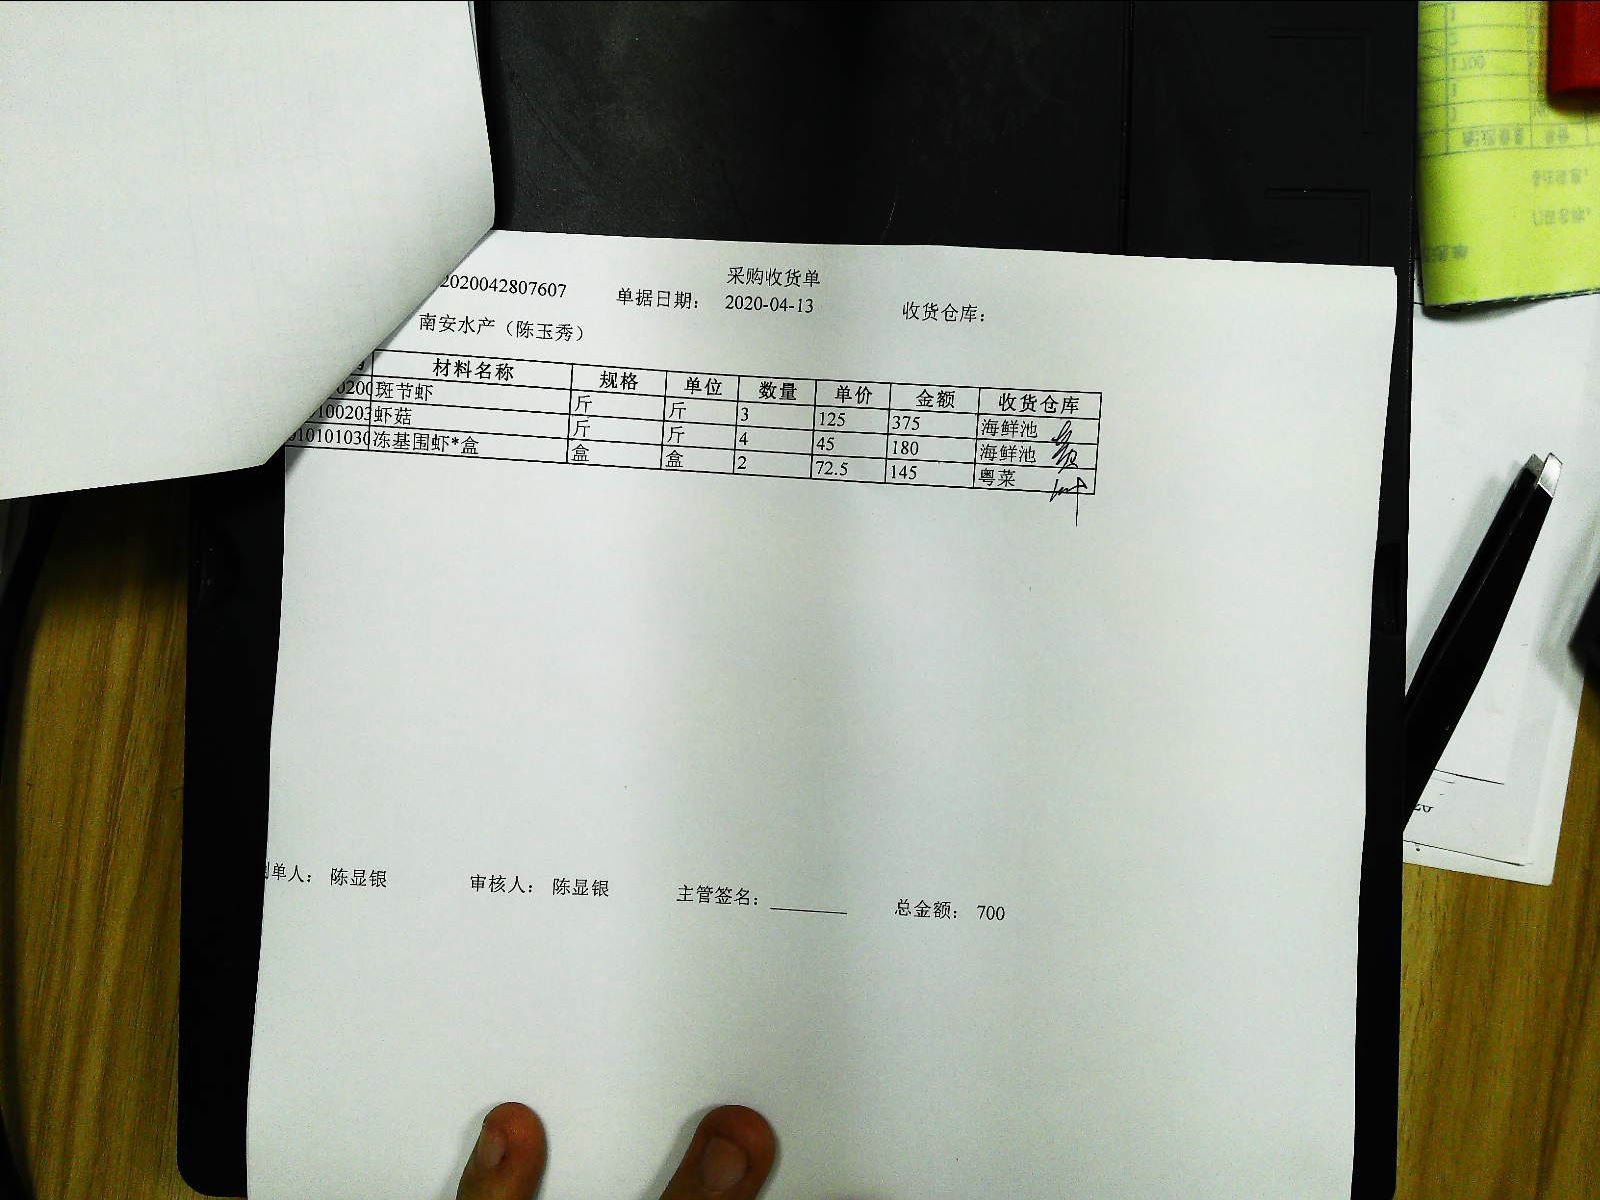 采购收货单
2020042807607 单据日期： 2020-04-13 收货仓库：
南安水产（陈玉秀）
材料名称 规格 单位 数量 单价 金额 收货仓库
0200 斑节虾 斤 斤 3 125 375 海鲜池
100203 虾菇 斤 斤 4 45 180 海鲜池
10101030 冻基围虾*盒 盒 盒 2 72.5 145 粤菜
单人： 陈显银 审核人： 陈显银 主管签名： 总金额： 700